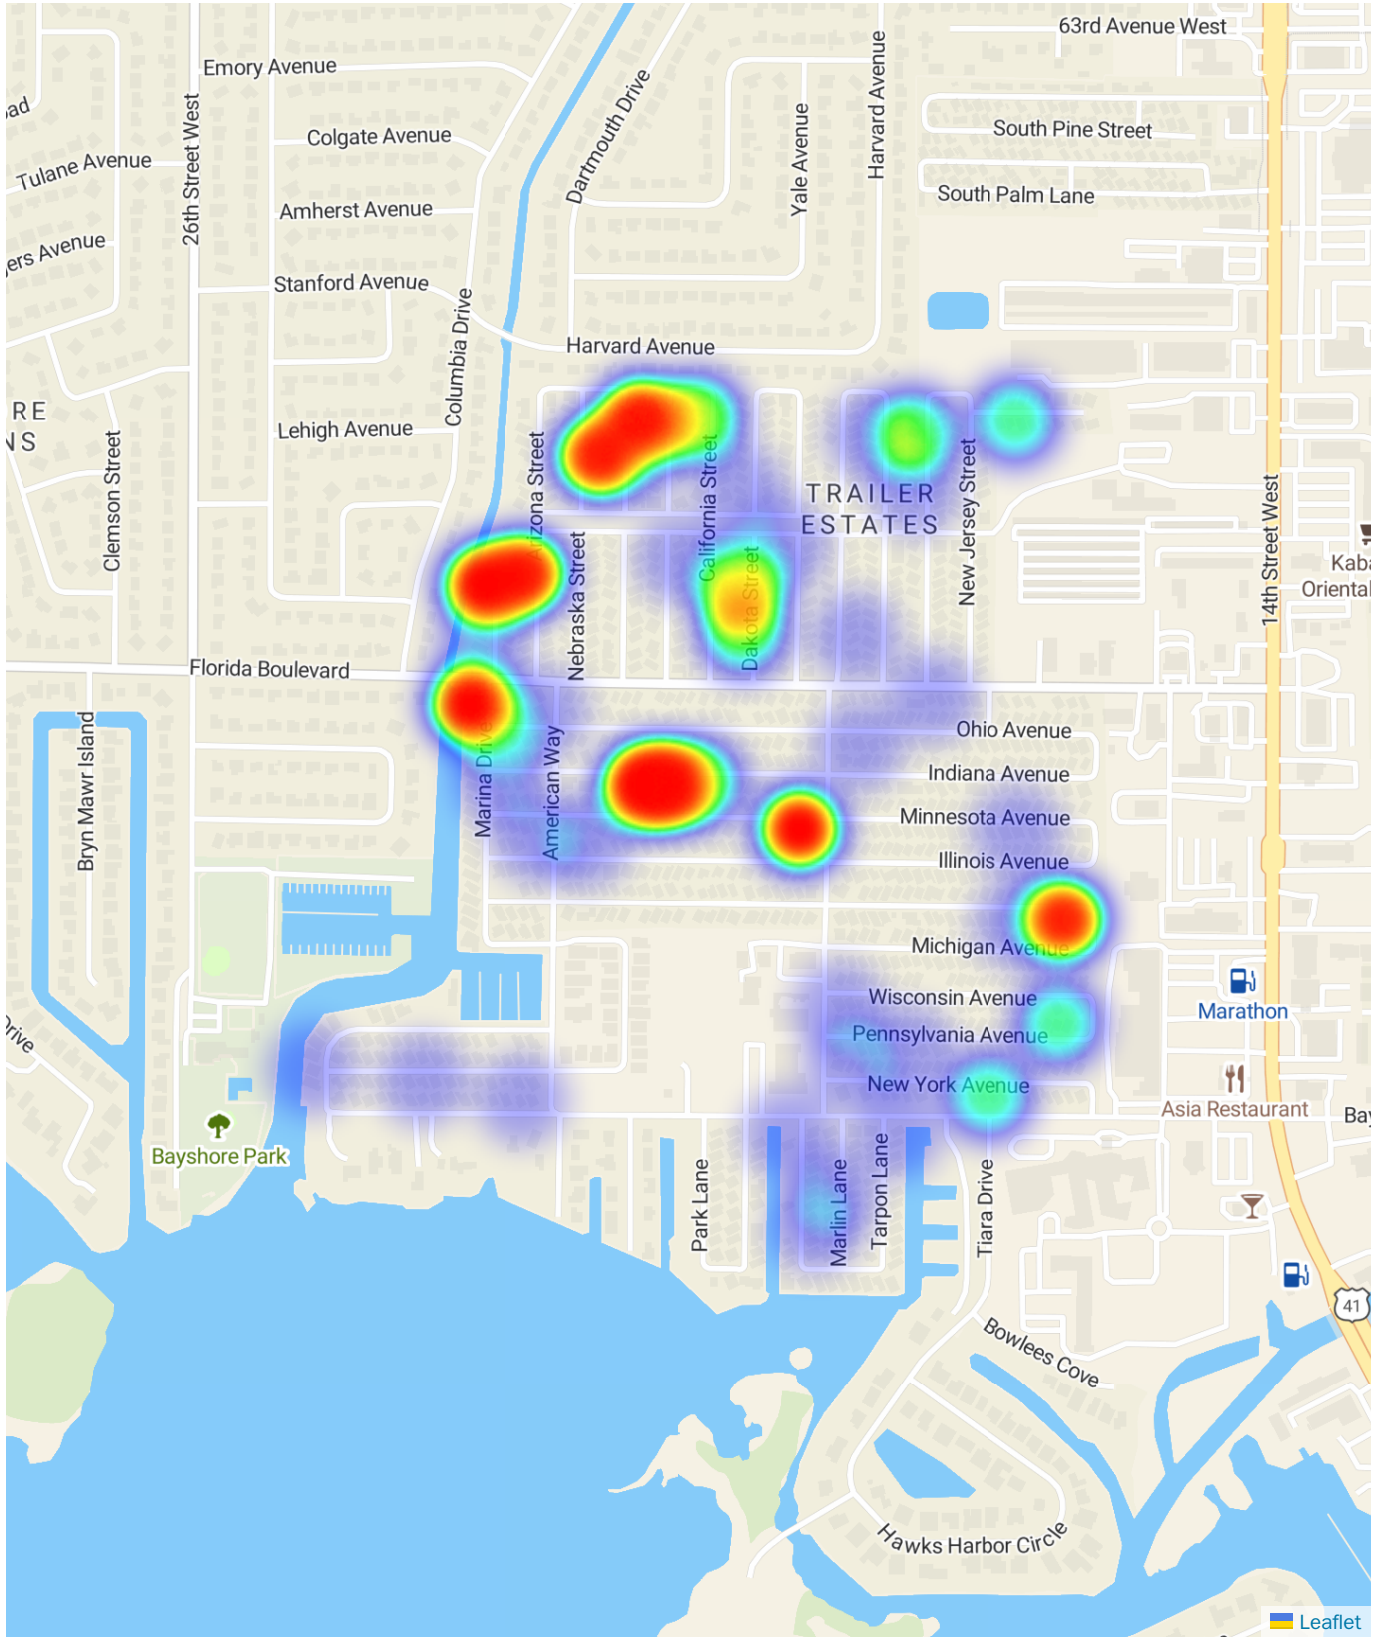 63rd Avenue West
Emory Avenue
Harvard Avenue
Dartmouth Drive
26th Street West
Yale Avenue
South Pine Street
Colgate Avenue
Tulane Avenue
South Palm Lane
Amherst Avenue
Stanford Avenue
Columbia Drive
Harvard Avenue
RE
NS
Lehigh Avenue
Clemson Street
Arizona Street
California Street
New Jersey Street
TRAILER
ESTATES
14th Street West
Nebraska Street
Dakota Street
Oriental
Florida Boulevard
Bryn Mawr Island
Marina Drive
American Way
Ohio Avenue
Indiana Avenue
Minnesota Avenue
Illinois Avenue
Michigan Avenue
Wisconsin Avenue
Marathon
Drive
Pennsylvania Avenue
New York Avenue
Asia Restaurant
Bay
Bayshore Park
Park Lane
Marlin Lane
Tarpon Lane
Tiara Drive
41
Bowlees Cove
Hawks Harbor Circle
Leaflet